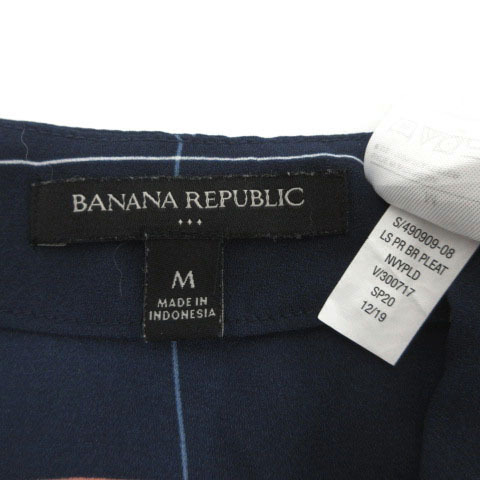 BANANA REPUBLIC
M
MADE IN
INDONESIA
S/490909-08
LS PR BR PLEAT
NVYPLD
V/300717
SP20
12/19